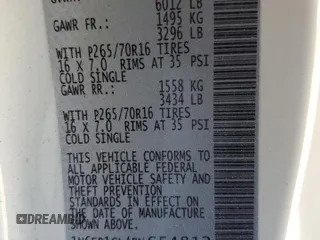 6012 LB
GAWR FR.: 1495 KG
3296 LB
WITH P265/70R16 TIRES
16 X 7.0 RIMS AT 35 PSI
COLD SINGLE
GAWR RR.: 1558 KG
3434 LB
WITH P265/70R16 TIRES
16 X 7.0 RIMS AT 35 PSI
COLD SINGLE
THIS VEHICLE CONFORMS TO
ALL APPLICABLE FEDERAL
MOTOR VEHICLE SAFETY AND
THEFT PREVENTION
STANDARDS IN EFFECT ON
THE DATE OF MANUFACTURE
SHOWN ABOVE.